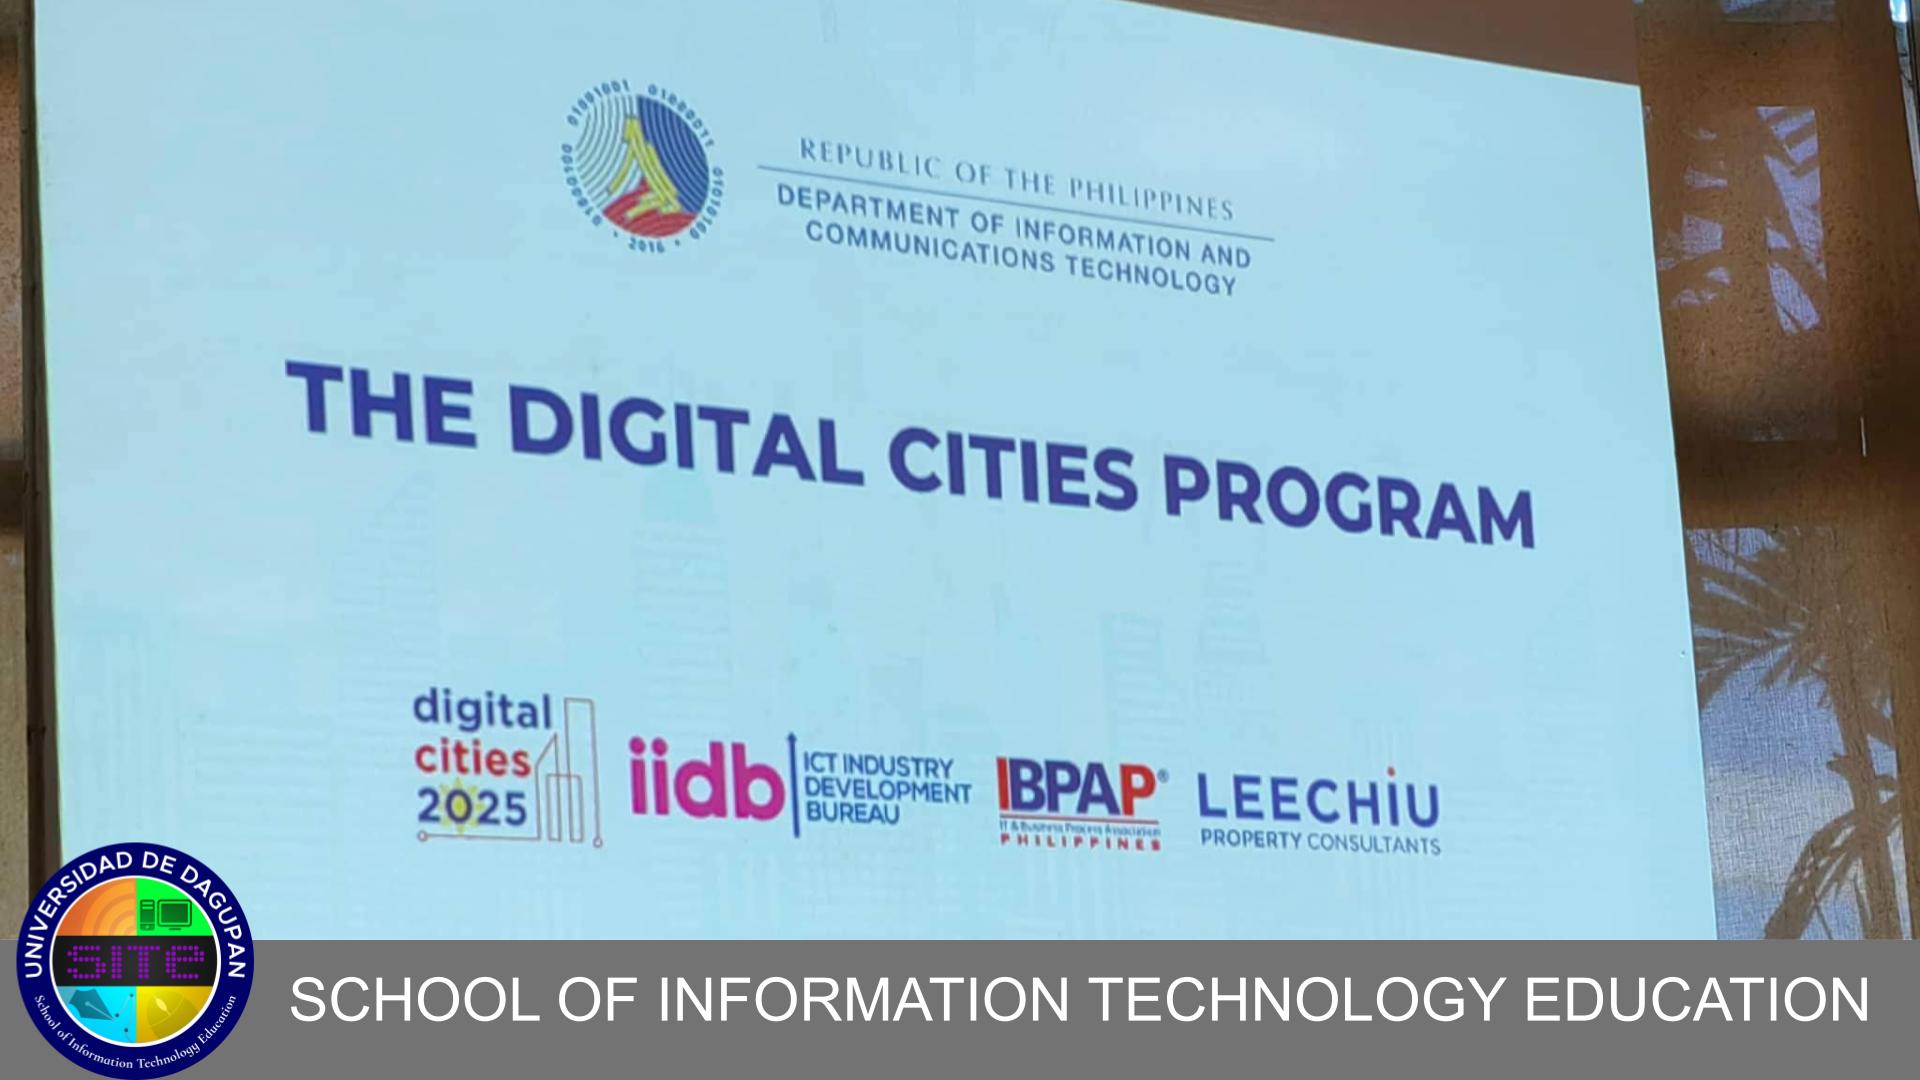 01001001 01000011 01010100
2016
REPUBLIC OF THE PHILIPPINES
DEPARTMENT OF INFORMATION AND
COMMUNICATIONS TECHNOLOGY
THE DIGITAL CITIES PROGRAM
digital
cities
2025
iidb
ICT INDUSTRY
DEVELOPMENT
BUREAU
IBPAP®
IT & Business Process Association
PHILIPPINES
LEECHiU
PROPERTY CONSULTANTS
UNIVERSIDAD DE DAGUPAN
SITE
School of Information Technology Education
SCHOOL OF INFORMATION TECHNOLOGY EDUCATION